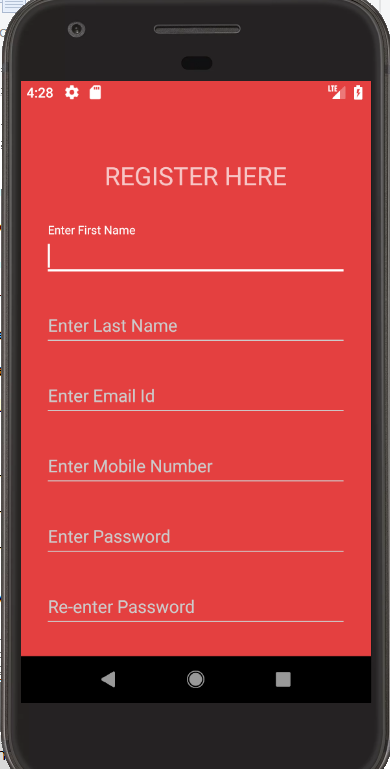 4:28
LTE
REGISTER HERE
Enter First Name
Enter Last Name
Enter Email Id
Enter Mobile Number
Enter Password
Re-enter Password